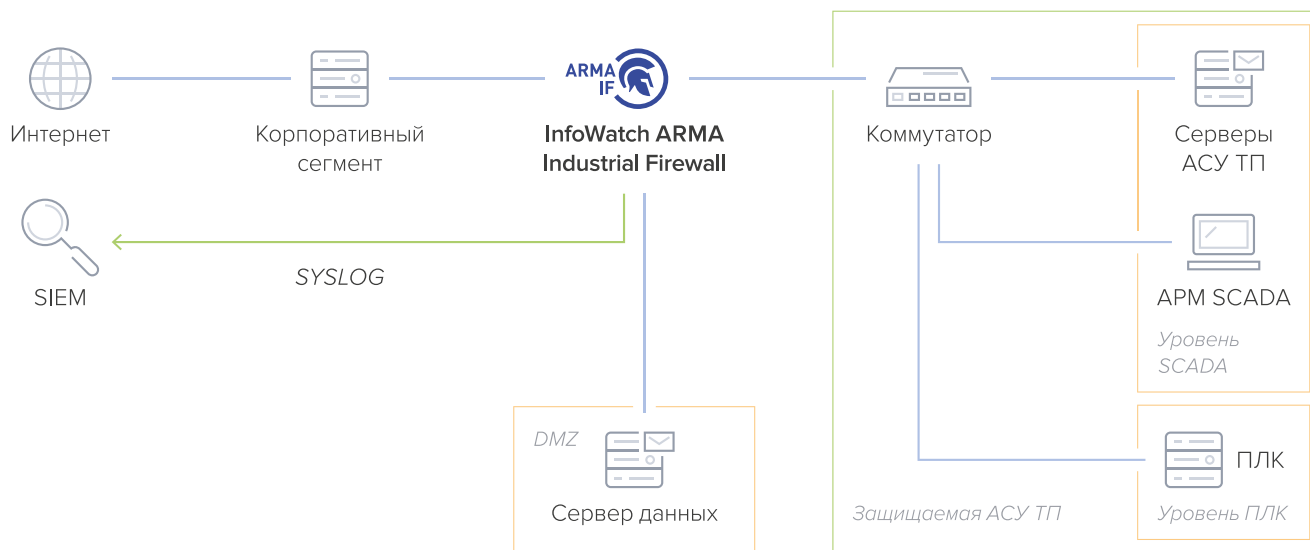 ARMA
IF
Интернет
Корпоративный
сегмент
InfoWatch ARMA
Industrial Firewall
Коммутатор
Серверы
АСУ ТП
SIEM
SYSLOG
АРМ SCADA
Уровень
SCADA
DMZ
Сервер данных
Защищаемая АСУ ТП
ПЛК
Уровень ПЛК